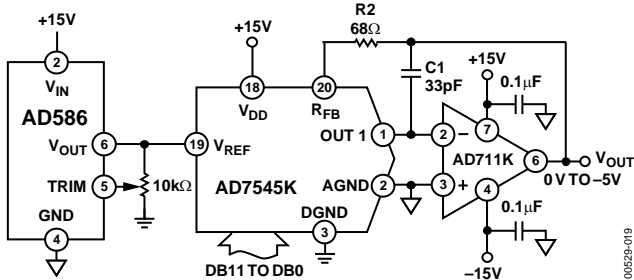 R2
68Ω
+15V
+15V
C1
33pF
+15V
0.1µF
2
VIN
AD586
VOUT
6
TRIM
5
10kΩ
GND
4
18
VDD
20
RFB
19
VREF
OUT 1
1
AD7545K
AGND
2
DGND
3
DB11 TO DB0
2
–
7
AD711K
6
VOUT
0V TO –5V
3
+
4
0.1µF
–15V
00529-019